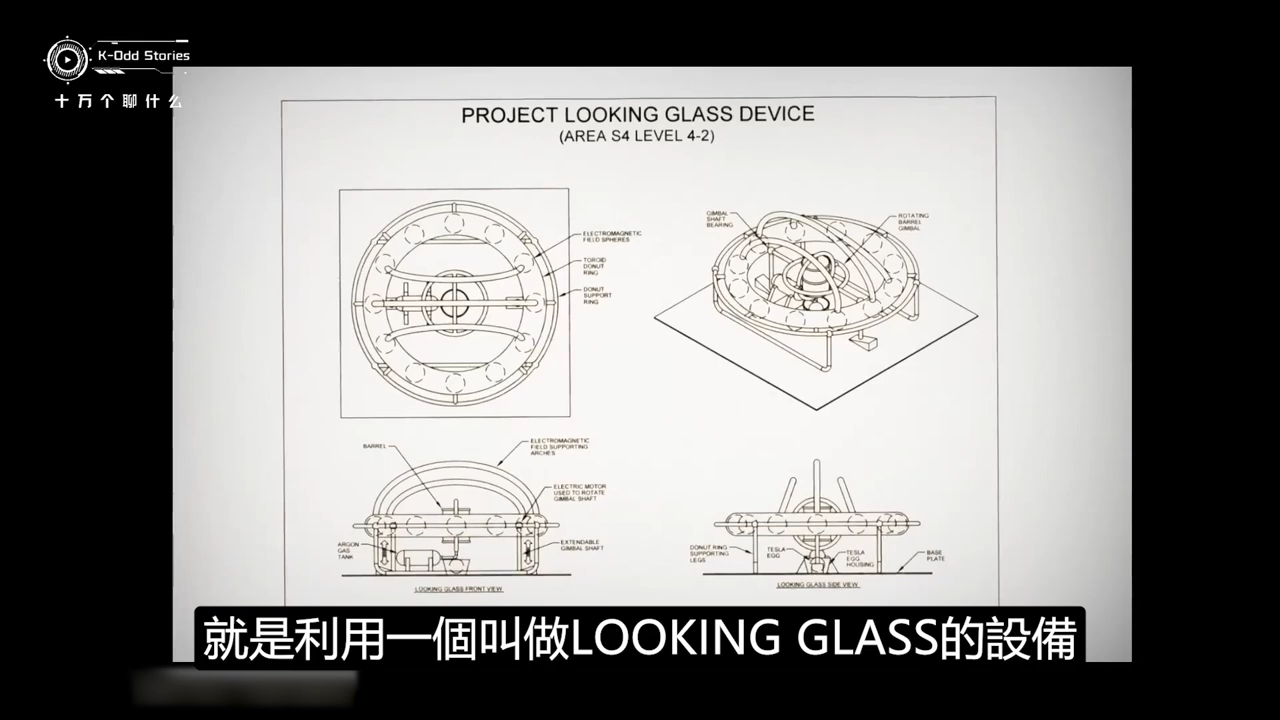 K-Odd Stories
十万个聊什么
PROJECT LOOKING GLASS DEVICE
(AREA S4 LEVEL 4-2)
ELECTROMAGNETIC
FIELD SPHERES
TOROID
DONUT
RING
DONUT
SUPPORT
RING
GIMBAL
SHAFT
BEARING
ROTATING
BARREL
GIMBAL
BARREL
ELECTROMAGNETIC
FIELD SUPPORTING
ARCHES
ELECTRIC MOTOR
USED TO ROTATE
GIMBAL SHAFT
ARGON
GAS
TANK
EXTENDABLE
GIMBAL SHAFT
LOOKING GLASS FRONT VIEW
DONUT RING
SUPPORTING
LEGS
TESLA
EGG
TESLA
EGG
HOUSING
BASE
PLATE
LOOKING GLASS SIDE VIEW
就是利用一個叫做LOOKING GLASS的設備